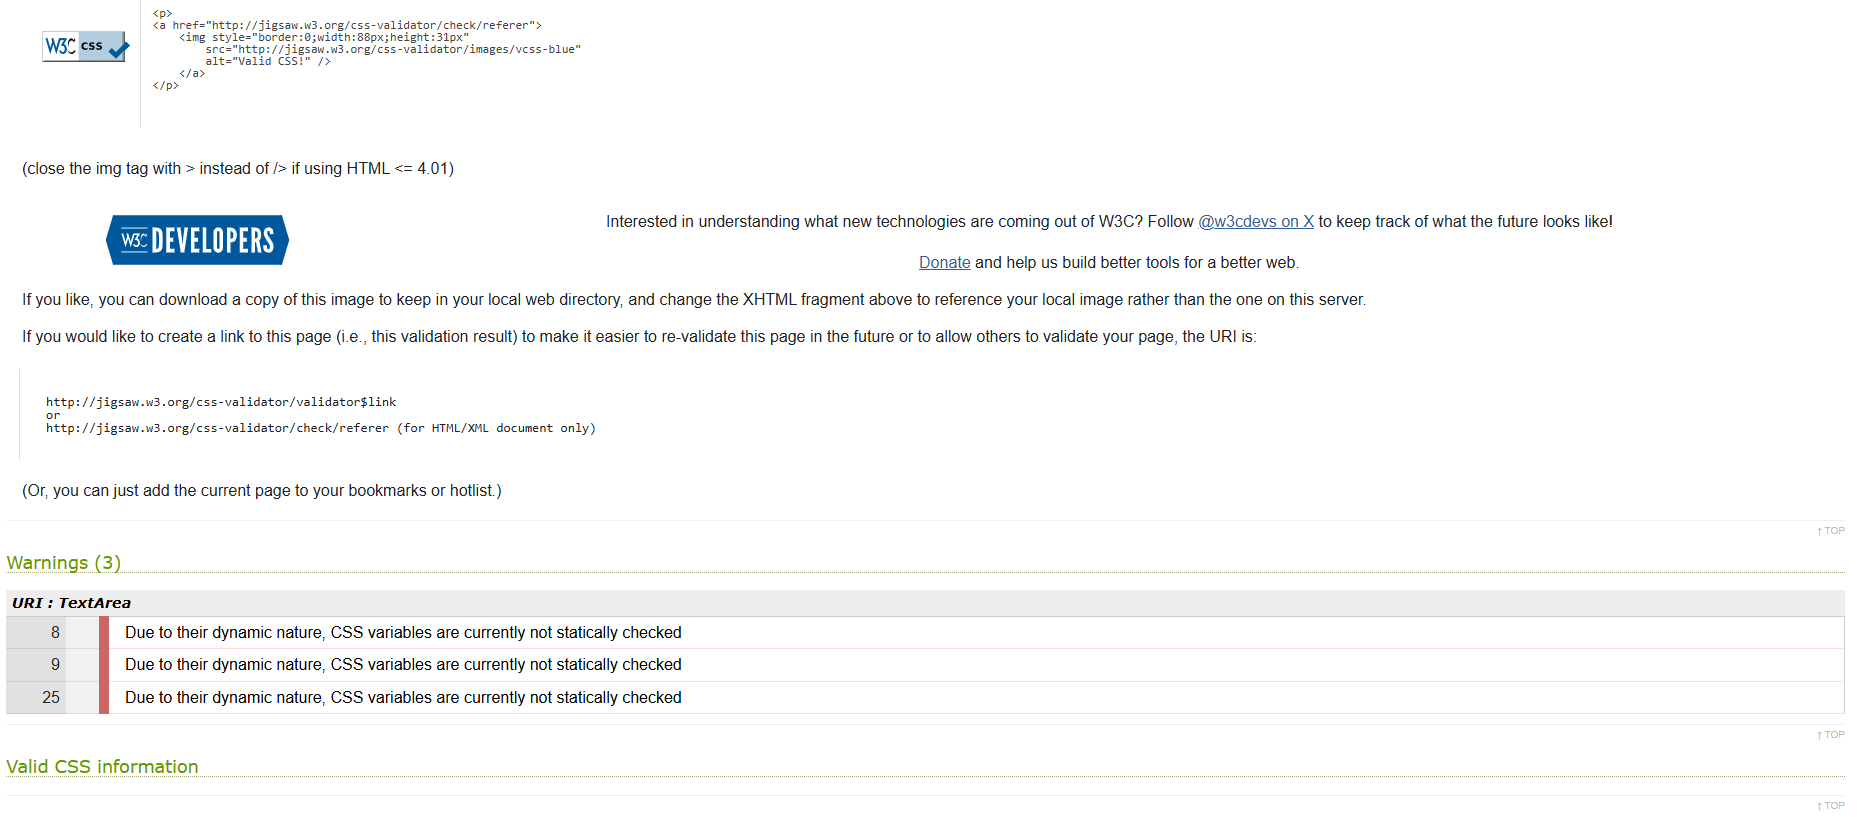 <p>
<a href="http://jigsaw.w3.org/css-validator/check/referer">
    <img style="border:0;width:88px;height:31px"
        src="http://jigsaw.w3.org/css-validator/images/vcss-blue"
        alt="Valid CSS!" />
    </a>
</p>
W3C css
(close the img tag with > instead of /> if using HTML <= 4.01)
W3C DEVELOPERS
Interested in understanding what new technologies are coming out of W3C? Follow @w3cdevs on X to keep track of what the future looks like!
Donate and help us build better tools for a better web.
If you like, you can download a copy of this image to keep in your local web directory, and change the XHTML fragment above to reference your local image rather than the one on this server.
If you would like to create a link to this page (i.e., this validation result) to make it easier to re-validate this page in the future or to allow others to validate your page, the URI is:
http://jigsaw.w3.org/css-validator/validator$link
or
http://jigsaw.w3.org/css-validator/check/referer (for HTML/XML document only)
(Or, you can just add the current page to your bookmarks or hotlist.)
↑ TOP
Warnings (3)
URI : TextArea
8 Due to their dynamic nature, CSS variables are currently not statically checked
9 Due to their dynamic nature, CSS variables are currently not statically checked
25 Due to their dynamic nature, CSS variables are currently not statically checked
↑ TOP
Valid CSS information
↑ TOP